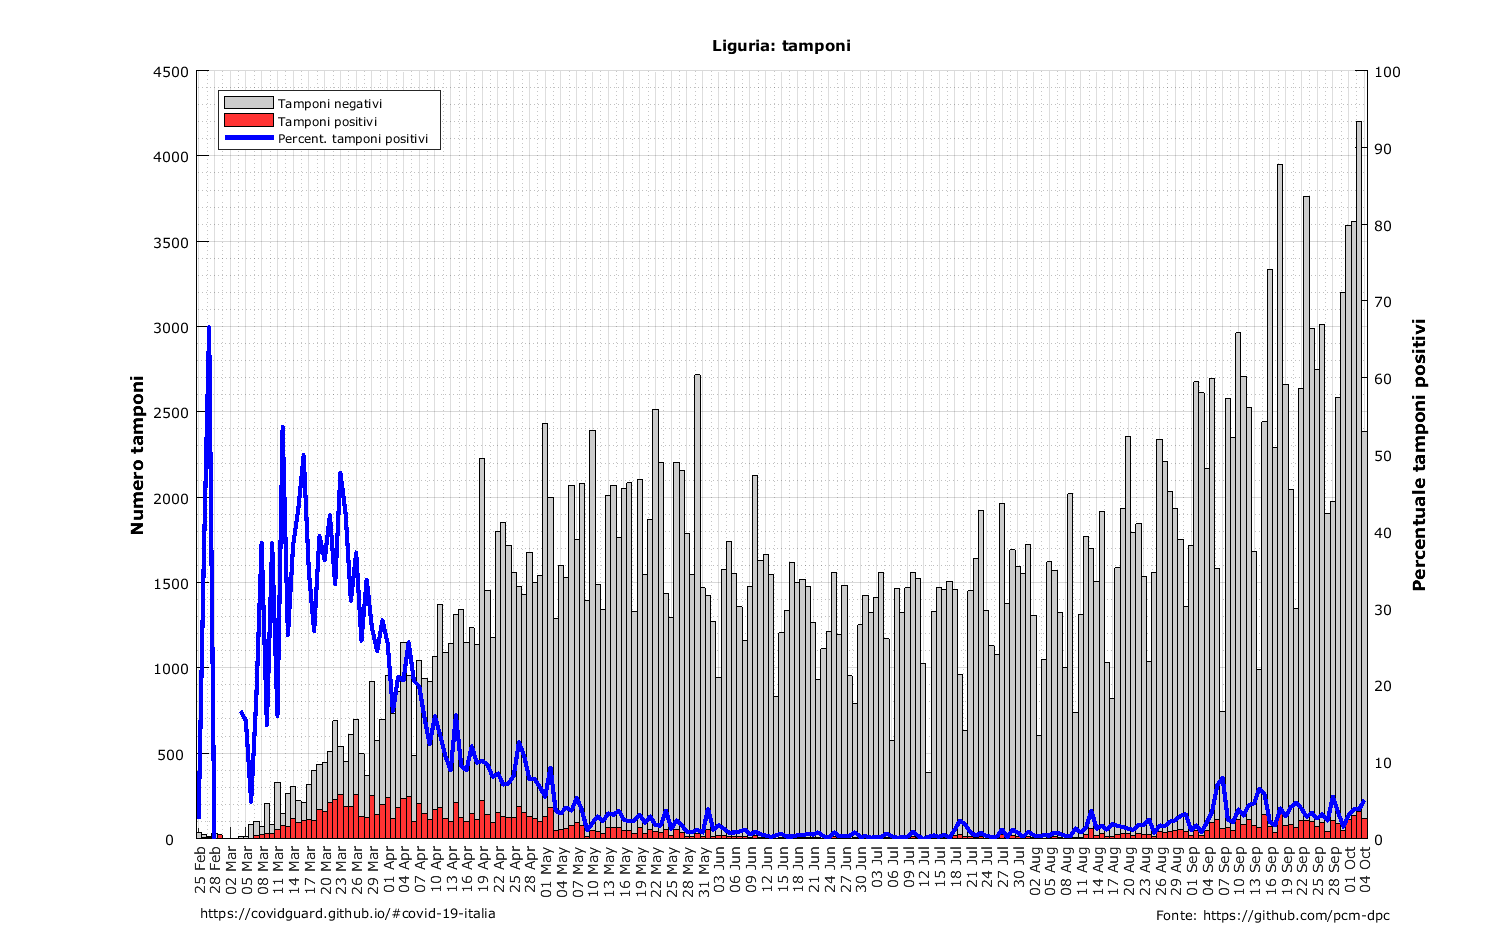 Liguria: tamponi
4500
4000
3500
3000
2500
2000
1500
1000
500
0
100
90
80
70
60
50
40
30
20
10
0
Numero tamponi
Percentuale tamponi positivi
Tamponi negativi
Tamponi positivi
Percent. tamponi positivi
25 Feb
28 Feb
02 Mar
05 Mar
08 Mar
11 Mar
14 Mar
17 Mar
20 Mar
23 Mar
26 Mar
29 Mar
01 Apr
04 Apr
07 Apr
10 Apr
13 Apr
16 Apr
19 Apr
22 Apr
25 Apr
28 Apr
01 May
04 May
07 May
10 May
13 May
16 May
19 May
22 May
25 May
28 May
31 May
03 Jun
06 Jun
09 Jun
12 Jun
15 Jun
18 Jun
21 Jun
24 Jun
27 Jun
30 Jun
03 Jul
06 Jul
09 Jul
12 Jul
15 Jul
18 Jul
21 Jul
24 Jul
27 Jul
30 Jul
02 Aug
05 Aug
08 Aug
11 Aug
14 Aug
17 Aug
20 Aug
23 Aug
26 Aug
29 Aug
01 Sep
04 Sep
07 Sep
10 Sep
13 Sep
16 Sep
19 Sep
22 Sep
25 Sep
28 Sep
01 Oct
04 Oct
https://covidguard.github.io/#covid-19-italia
Fonte: https://github.com/pcm-dpc